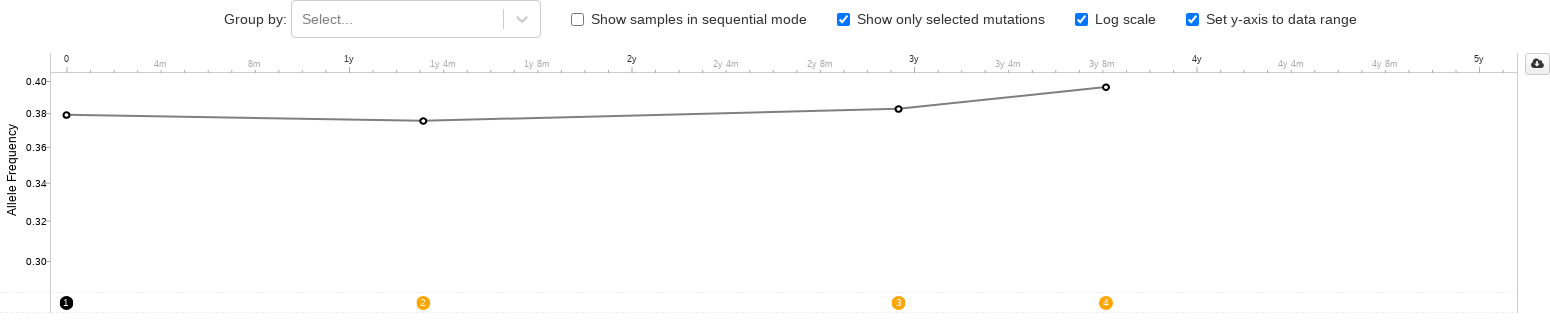 Group by: Select... Show samples in sequential mode Show only selected mutations Log scale Set y-axis to data range
0 4m 8m 1y 1y 4m 1y 8m 2y 2y 4m 2y 8m 3y 3y 4m 3y 8m 4y 4y 4m 4y 8m 5y
Allele Frequency
0.40
0.38
0.36
0.34
0.32
0.30
1 2 3 4